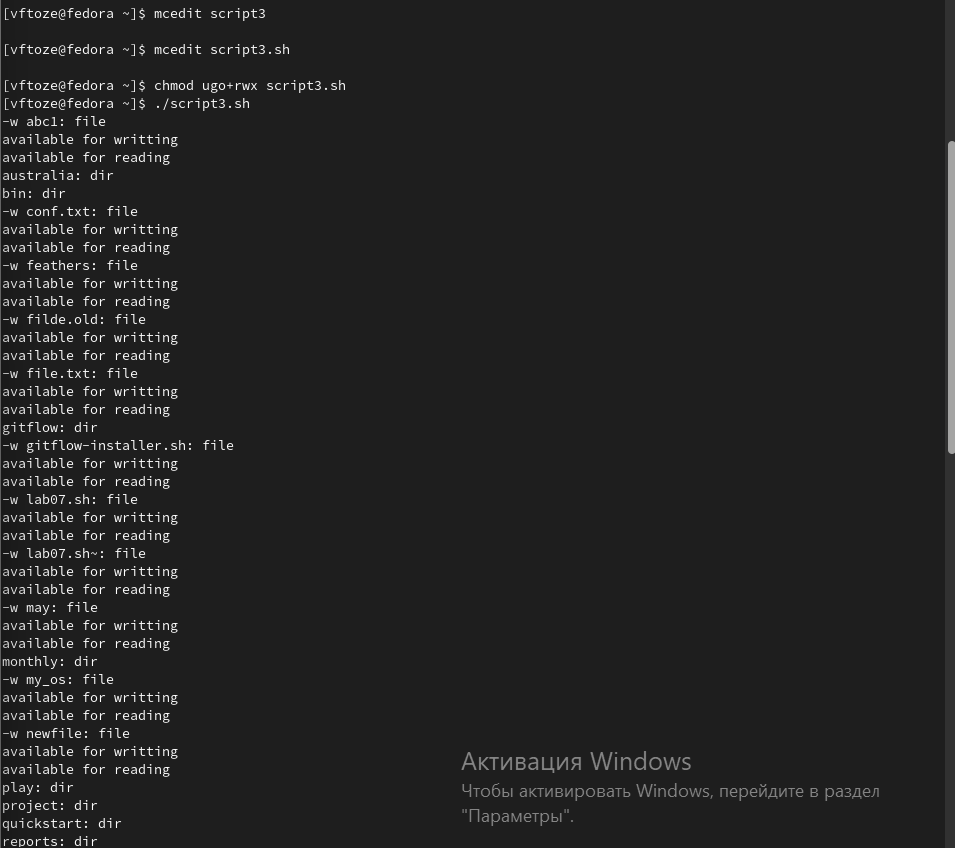 [vftoze@fedora ~]$ mcedit script3
[vftoze@fedora ~]$ mcedit script3.sh
[vftoze@fedora ~]$ chmod ugo+rwx script3.sh
[vftoze@fedora ~]$ ./script3.sh
-w abc1: file
available for writting
available for reading
australia: dir
bin: dir
-w conf.txt: file
available for writting
available for reading
-w feathers: file
available for writting
available for reading
-w filde.old: file
available for writting
available for reading
-w file.txt: file
available for writting
available for reading
gitflow: dir
-w gitflow-installer.sh: file
available for writting
available for reading
-w lab07.sh: file
available for writting
available for reading
-w lab07.sh~: file
available for writting
available for reading
-w may: file
available for writting
available for reading
monthly: dir
-w my_os: file
available for writting
available for reading
-w newfile: file
available for writting
available for reading
play: dir
project: dir
quickstart: dir
reports: dir
Активация Windows
Чтобы активировать Windows, перейдите в раздел
"Параметры".